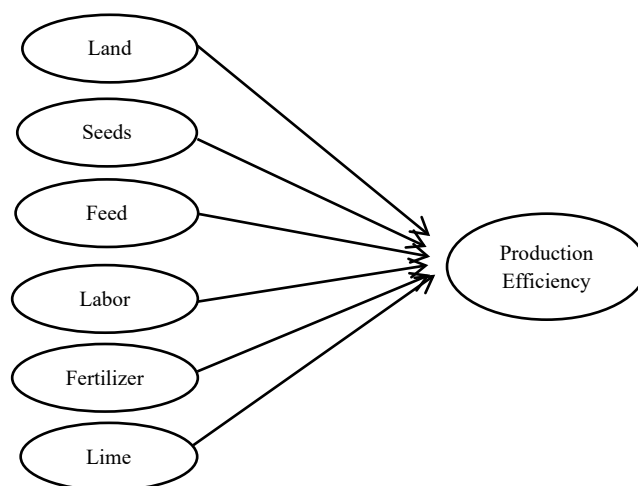 Land
Seeds
Feed
Labor
Fertilizer
Lime
Production
Efficiency